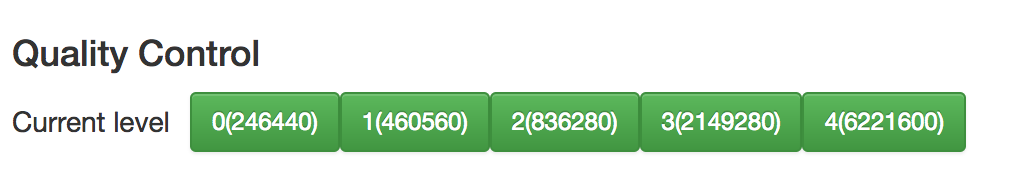 Quality Control
Current level 0(246440) 1(460560) 2(836280) 3(2149280) 4(6221600)